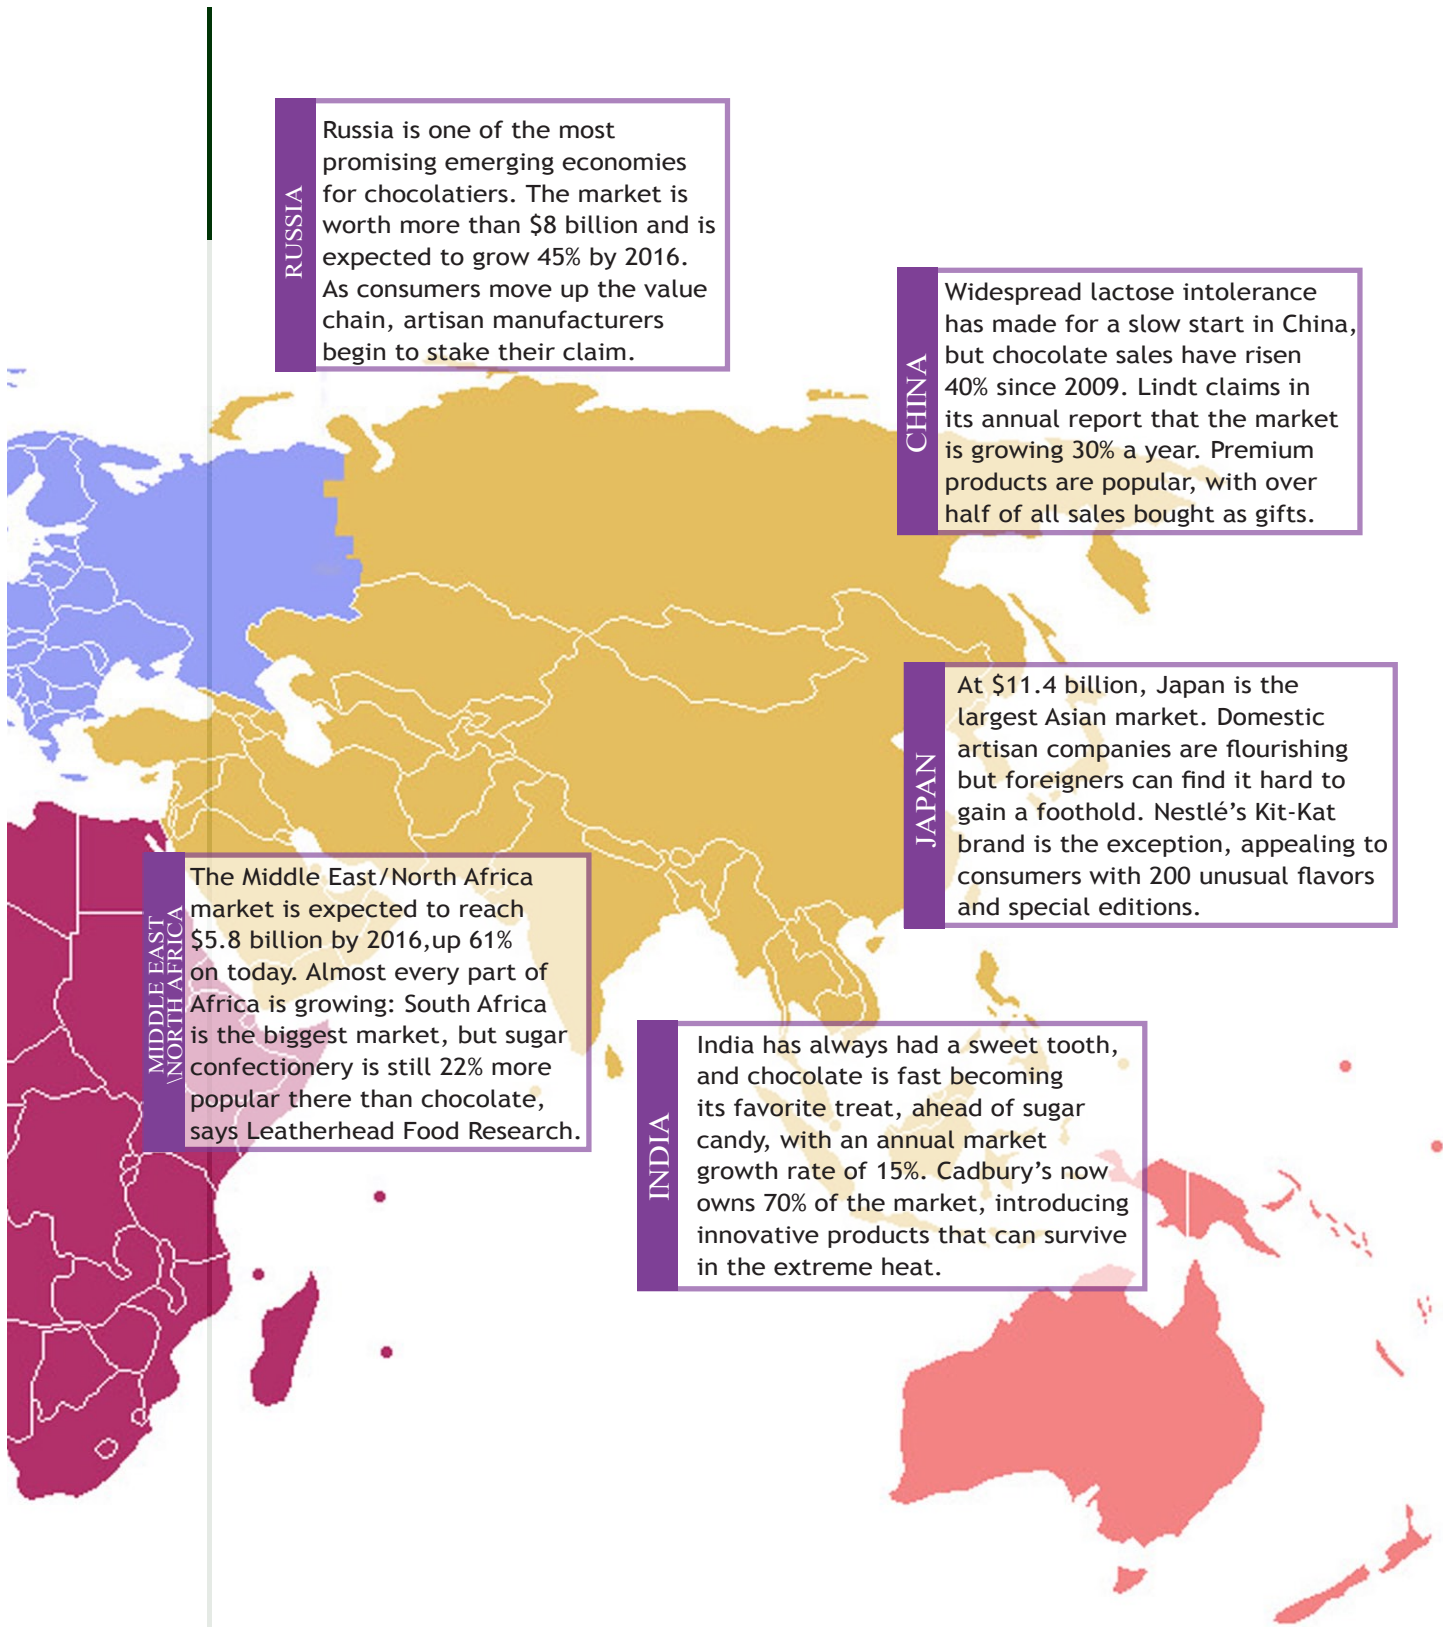 RUSSIA
Russia is one of the most
promising emerging economies
for chocolatiers. The market is
worth more than $8 billion and is
expected to grow 45% by 2016.
As consumers move up the value
chain, artisan manufacturers
begin to stake their claim.
CHINA
Widespread lactose intolerance
has made for a slow start in China,
but chocolate sales have risen
40% since 2009. Lindt claims in
its annual report that the market
is growing 30% a year. Premium
products are popular, with over
half of all sales bought as gifts.
JAPAN
At $11.4 billion, Japan is the
largest Asian market. Domestic
artisan companies are flourishing
but foreigners can find it hard to
gain a foothold. Nestlé’s Kit-Kat
brand is the exception, appealing to
consumers with 200 unusual flavors
and special editions.
MIDDLE EAST
\NORTH AFRICA
The Middle East/North Africa
market is expected to reach
$5.8 billion by 2016,up 61%
on today. Almost every part of
Africa is growing: South Africa
is the biggest market, but sugar
confectionery is still 22% more
popular there than chocolate,
says Leatherhead Food Research.
INDIA
India has always had a sweet tooth,
and chocolate is fast becoming
its favorite treat, ahead of sugar
candy, with an annual market
growth rate of 15%. Cadbury’s now
owns 70% of the market, introducing
innovative products that can survive
in the extreme heat.